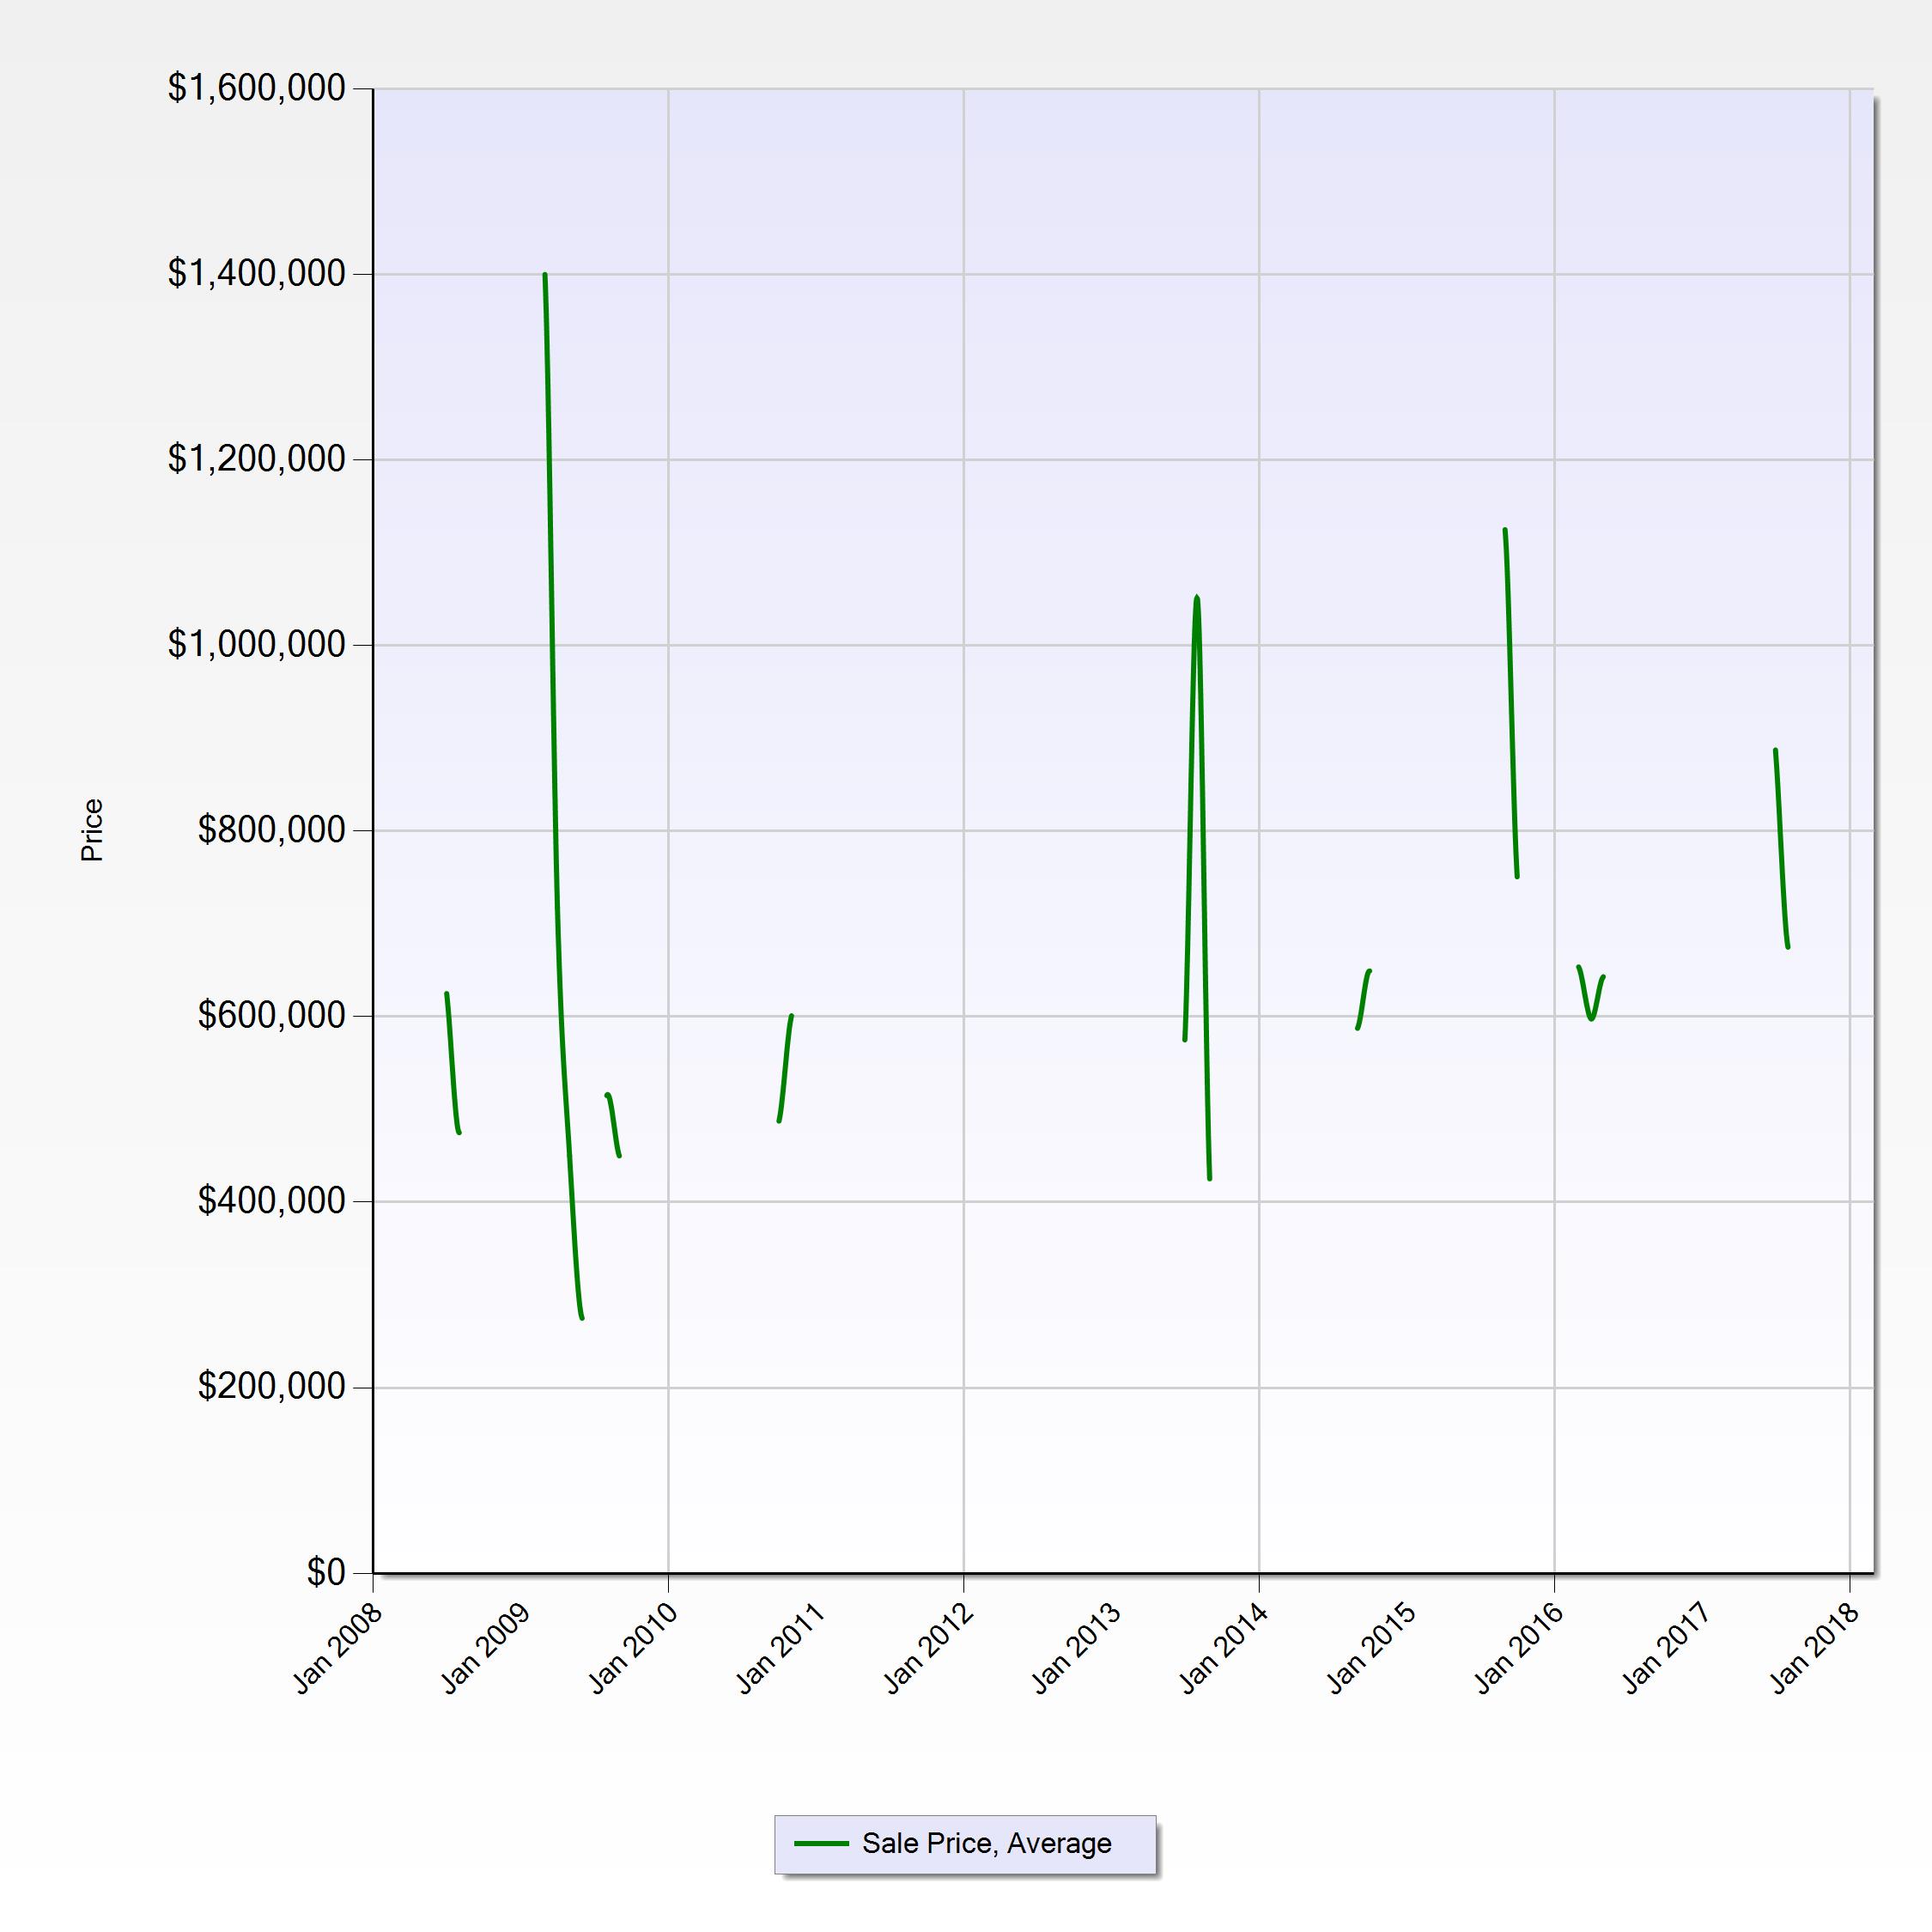 $1,600,000
$1,400,000
$1,200,000
$1,000,000
$800,000
$600,000
$400,000
$200,000
$0
Price
Jan 2008
Jan 2009
Jan 2010
Jan 2011
Jan 2012
Jan 2013
Jan 2014
Jan 2015
Jan 2016
Jan 2017
Jan 2018
Sale Price, Average